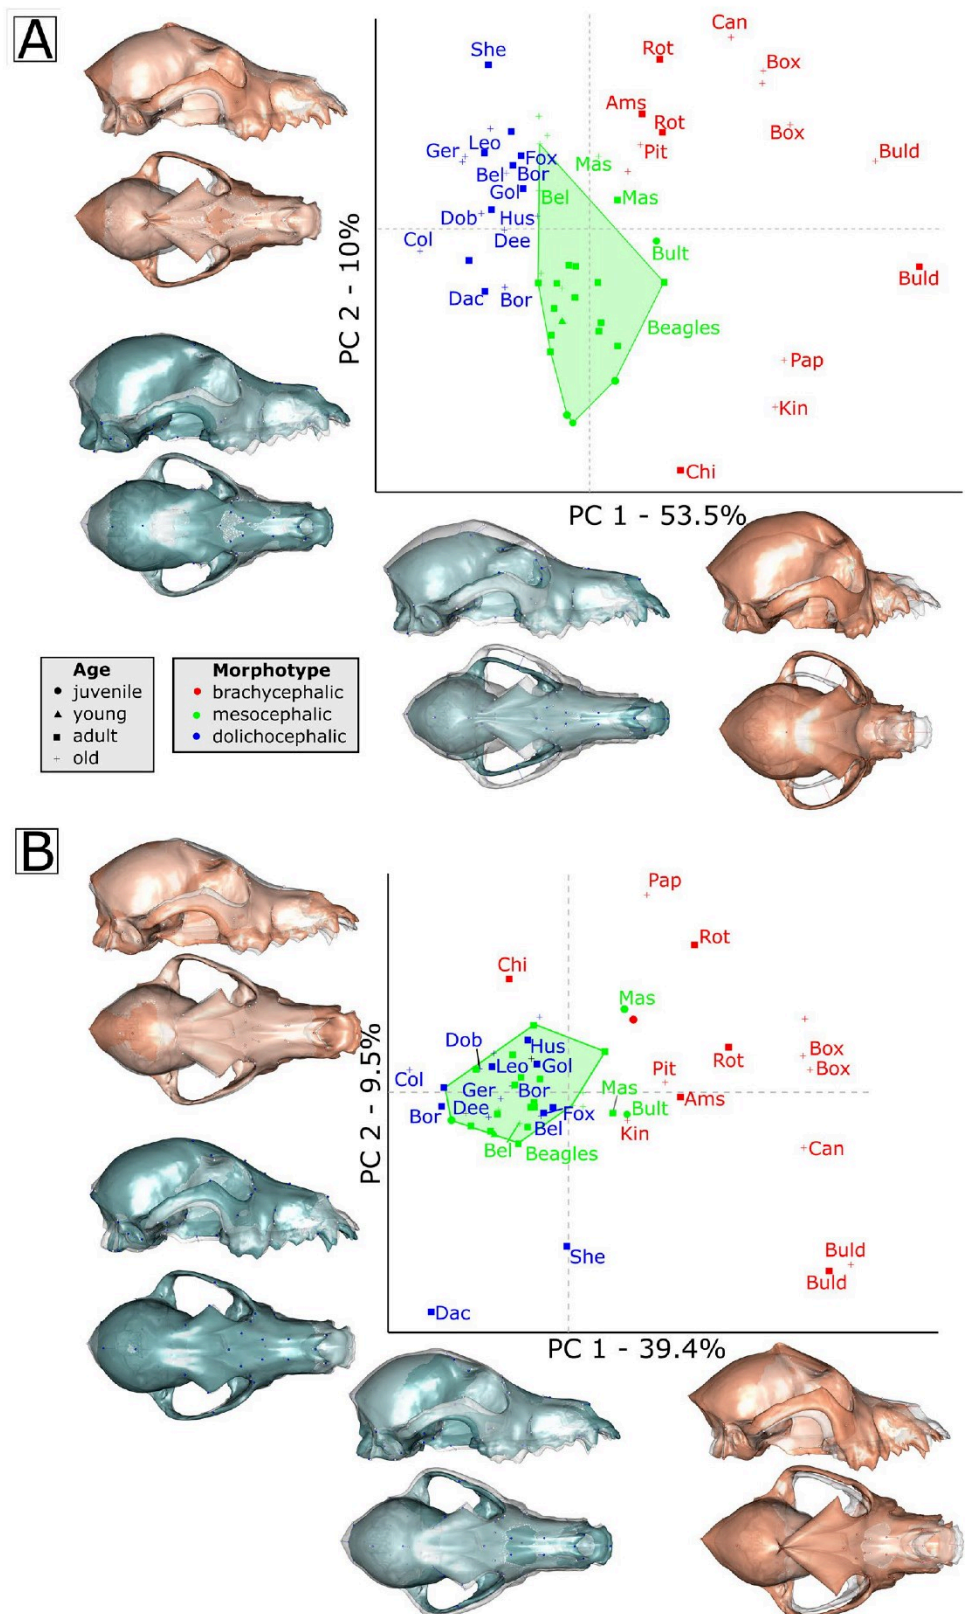 A
Can
She
Rot
Box
Ams
Rot
Box
Leo
Ger
Fox
Mas
Pit
Buld
Bel
Bor
Gol
Bel
Mas
Dob
Hus
Col
Dee
Bult
Buld
Dac
Bor
Beagles
Pap
Kin
Chi
PC 2 - 10%
PC 1 - 53.5%
Age
juvenile
young
adult
old
Morphotype
brachycephalic
mesocephalic
dolichocephalic
B
Pap
Rot
Chi
Mas
Dob
Hus
Rot
Box
Col
Leo
Gol
Pit
Box
Ger
Bor
Mas
Ams
Bor
Dee
Fox
Bult
Bel
Kin
Bel
Beagles
Can
She
Buld
Buld
Dac
PC 2 - 9.5%
PC 1 - 39.4%